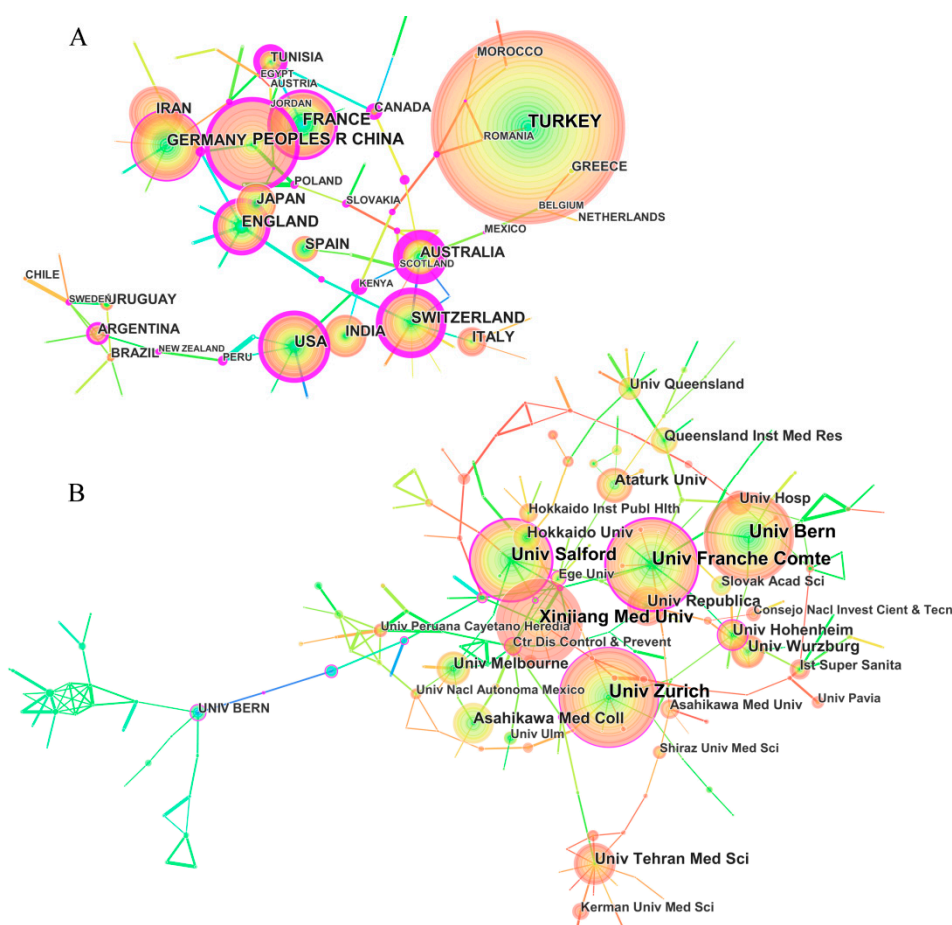 A
MOROCCO
TUNISIA
EGYPT
AUSTRIA
JORDAN
IRAN
CANADA
FRANCE
TURKEY
GERMANY
PEOPLES R CHINA
ROMANIA
GREECE
POLAND
JAPAN
SLOVAKIA
BELGIUM
NETHERLANDS
ENGLAND
MEXICO
SPAIN
AUSTRALIA
SCOTLAND
CHILE
KENYA
SWEDEN
URUGUAY
ARGENTINA
SWITZERLAND
USA
INDIA
ITALY
BRAZIL
NEW ZEALAND
PERU
Univ Queensland
Queensland Inst Med Res
B
Ataturk Univ
Univ Hosp
Hokkaido Inst Publ Hlth
Hokkaido Univ
Univ Bern
Univ Salford
Univ Franche Comte
Ege Univ
Slovak Acad Sci
Univ Republica
Xinjiang Med Univ
Consejo Nacl Invest Cient & Tecn
Univ Peruana Cayetano Heredia
Univ Hohenheim
Ctr Dis Control & Prevent
Univ Wurzburg
Univ Melbourne
Ist Super Sanita
Univ Nacl Autonoma Mexico
Univ Zurich
Univ Pavia
Asahikawa Med Univ
UNIV BERN
Asahikawa Med Coll
Univ Ulm
Shiraz Univ Med Sci
Univ Tehran Med Sci
Kerman Univ Med Sci